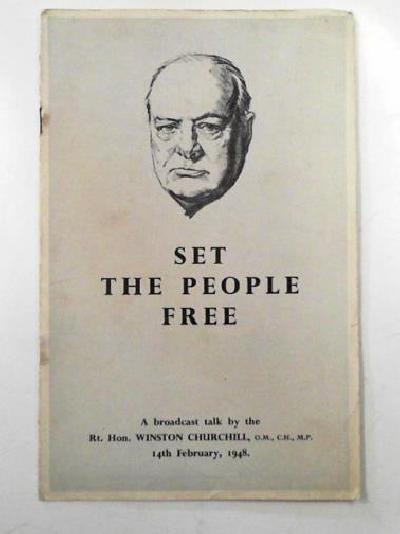 SET
THE PEOPLE
FREE
A broadcast talk by the
Rt. Hon. WINSTON CHURCHILL, O.M., C.H., M.P.
14th February, 1948.